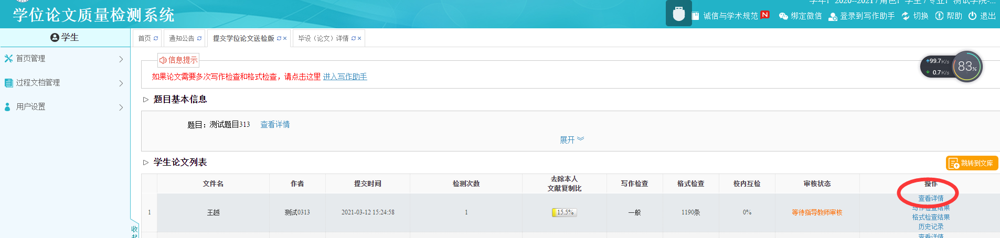 学年：2020--2021 / 角色：学生 / 专业：测试学院-...
学位论文质量检测系统
诚信与学术规范 N 绑定微信 登录到写作助手 切换 帮助 退出
学生
首页 通知公告 提交学位论文送检版 × 毕设（论文）详情 ×
首页管理
过程文档管理
用户设置
收
信息提示
如果论文需要多次写作检查和格式检查，请点击这里 进入写作助手
99.7K/s
0.7K/s
83%
题目基本信息
题目：测试题目313 查看详情
展开
学生论文列表
跳转到文库
文件名 作者 提交时间 检测次数 去除本人 写作检查 格式检查 校内互检 审核状态 操作
文献复制比
1 王越 测试0313 2021-03-12 15:24:58 1 15.5% 一般 1190条 0% 等待指导教师审核
查看详情
写作检查结果
格式检查结果
历史记录
查看详情